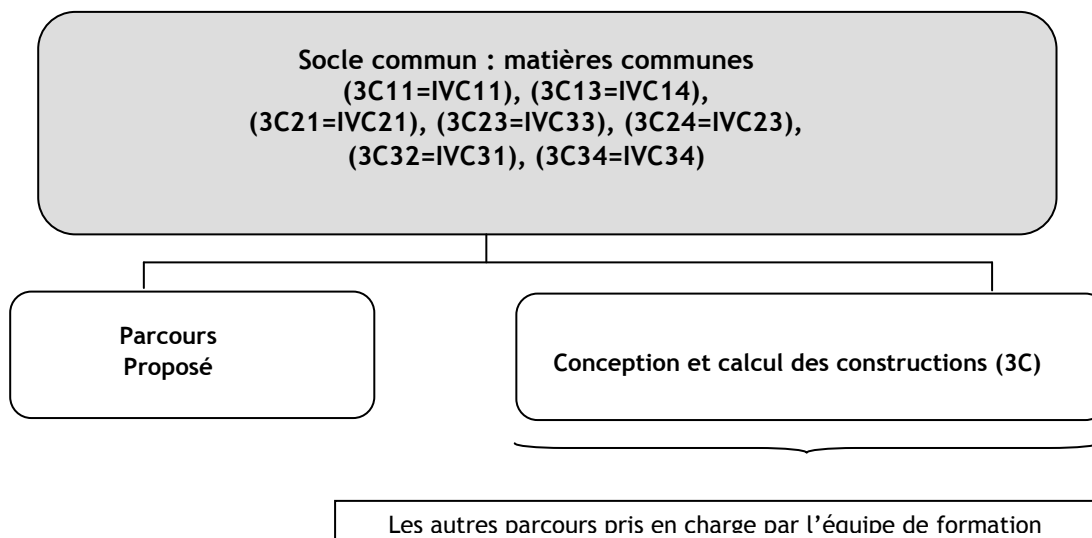 Socle commun : matières communes
(3C11=IVC11), (3C13=IVC14),
(3C21=IVC21), (3C23=IVC33), (3C24=IVC23),
(3C32=IVC31), (3C34=IVC34)
Parcours
Proposé
Conception et calcul des constructions (3C)
Les autres parcours pris en charge par l’équipe de formation